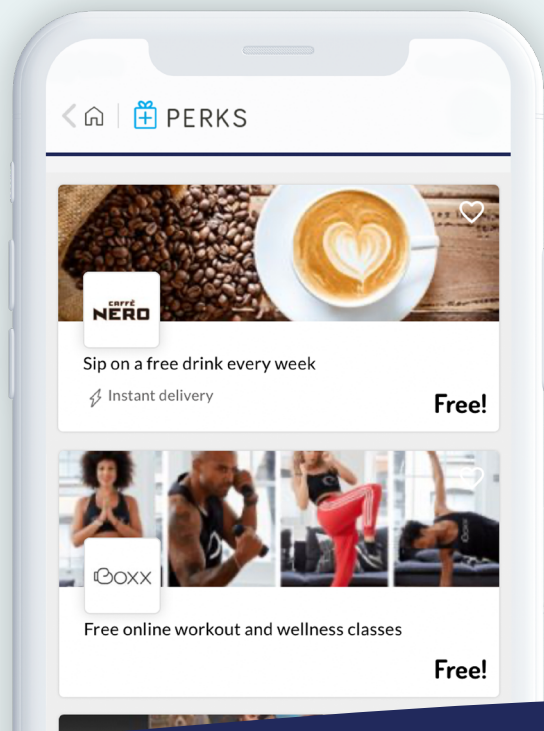 PERKS
CAFFÈ
NERO
Sip on a free drink every week
Instant delivery
Free!
BOXX
Free online workout and wellness classes
Free!